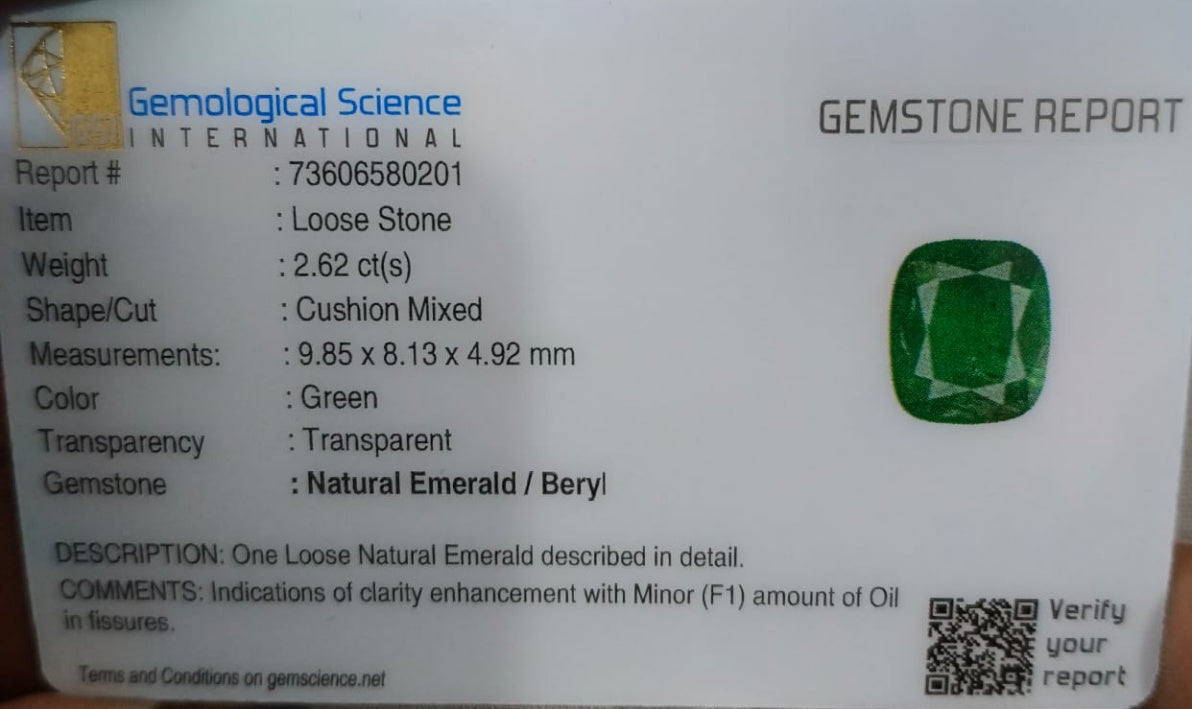 Gemological Science
INTERNATIONAL
GEMSTONE REPORT
Report # : 73606580201
Item : Loose Stone
Weight : 2.62 ct(s)
Shape/Cut : Cushion Mixed
Measurements: : 9.85 x 8.13 x 4.92 mm
Color : Green
Transparency : Transparent
Gemstone : Natural Emerald / Beryl
DESCRIPTION: One Loose Natural Emerald described in detail.
COMMENTS: Indications of clarity enhancement with Minor (F1) amount of Oil
in fissures.
Verify
your
report
Terms and Conditions on gemscience.net